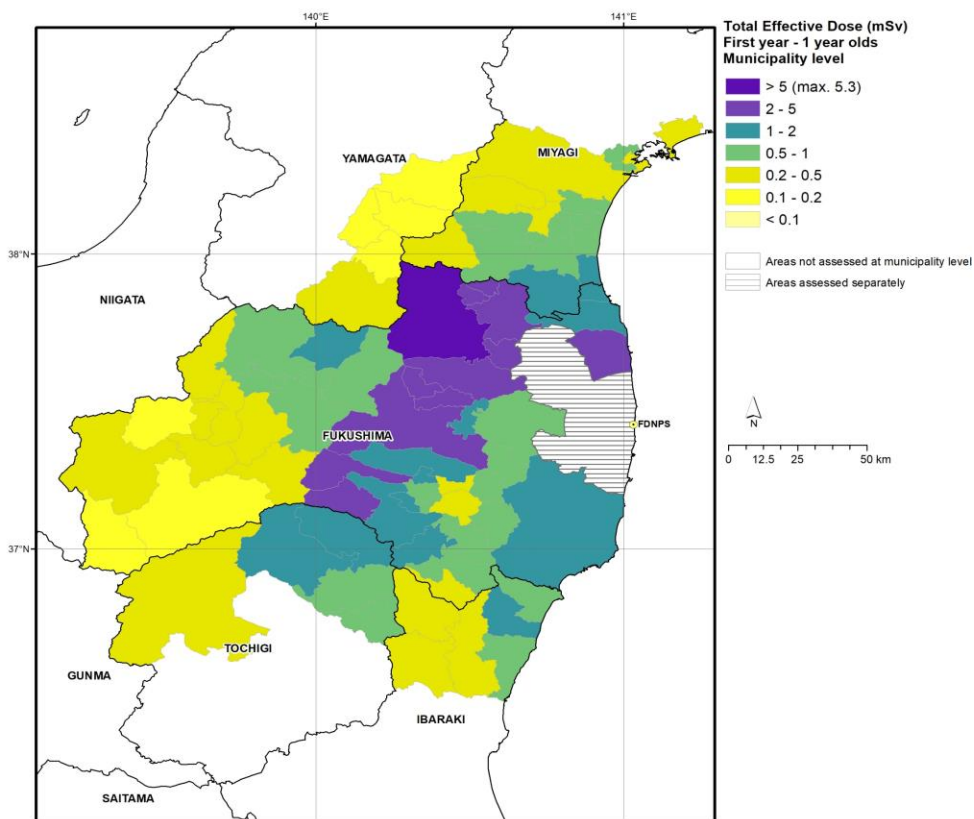 140°E
141°E
Total Effective Dose (mSv)
First year - 1 year olds
Municipality level
> 5 (max. 5.3)
2 - 5
1 - 2
0.5 - 1
0.2 - 0.5
0.1 - 0.2
< 0.1
Areas not assessed at municipality level
Areas assessed separately
YAMAGATA
MIYAGI
38°N
NIIGATA
FUKUSHIMA
FDNPS
N
0 12.5 25 50 km
37°N
TOCHIGI
GUNMA
IBARAKI
SAITAMA